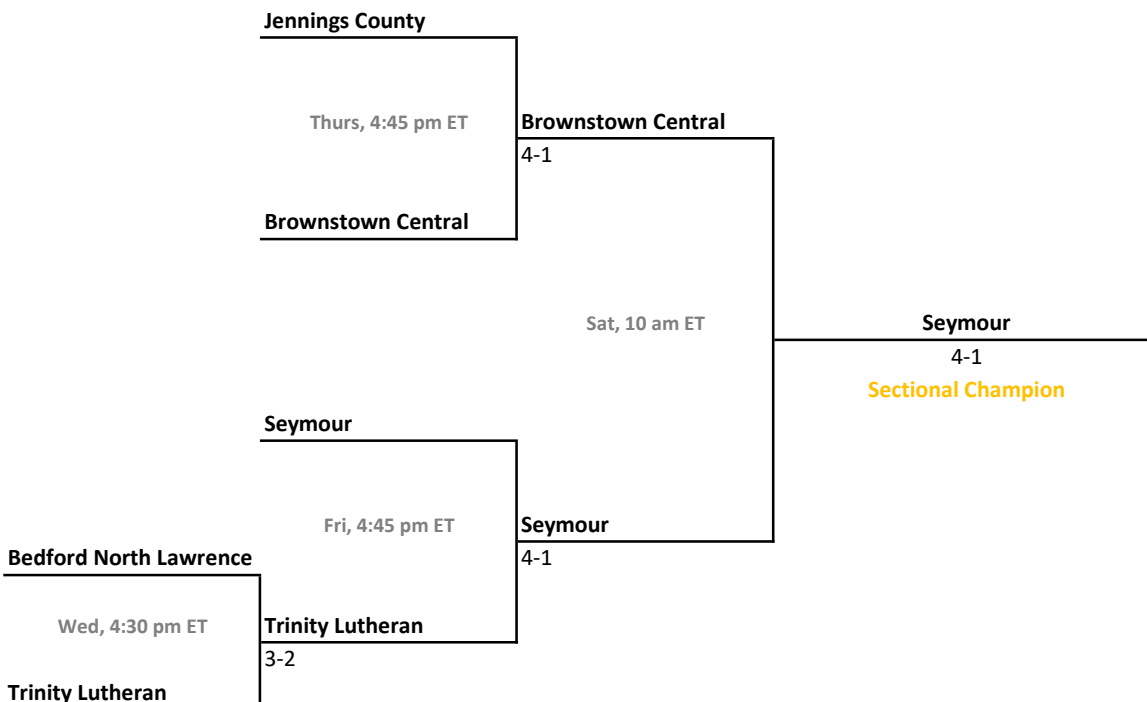 Jennings County
Thurs, 4:45 pm ET
Brownstown Central
4-1
Brownstown Central
Sat, 10 am ET
Seymour
4-1
Sectional Champion
Seymour
Fri, 4:45 pm ET
Seymour
4-1
Bedford North Lawrence
Wed, 4:30 pm ET
Trinity Lutheran
3-2
Trinity Lutheran